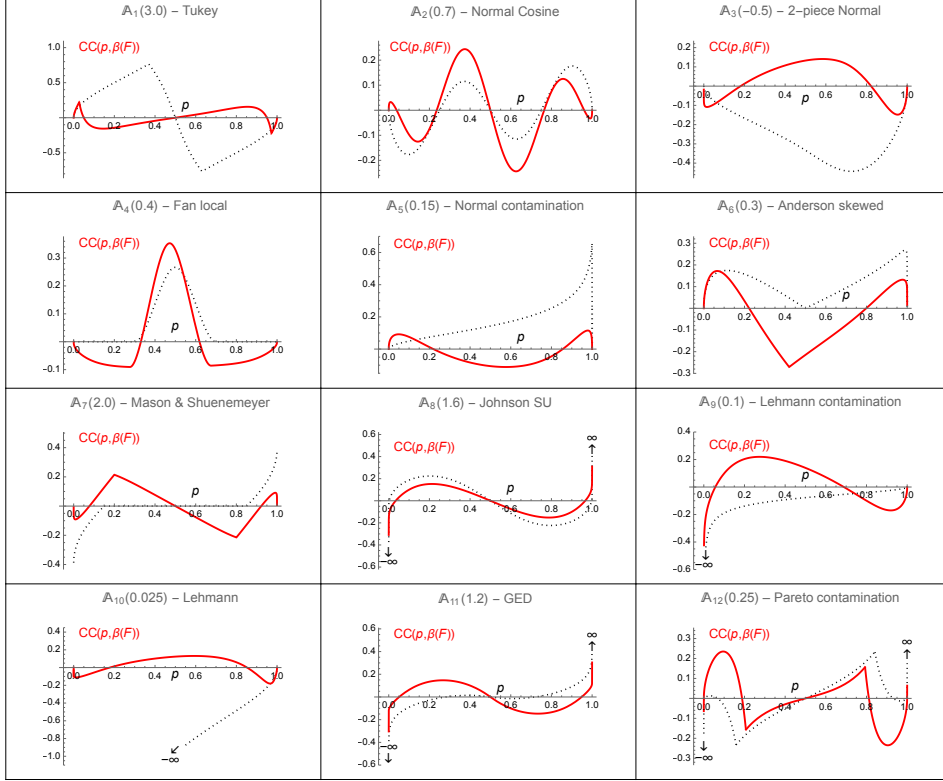 𝔸1(3.0) – Tukey
CC(p,β(F))
1.0
0.5
-0.5
p
0.0 0.2 0.4 0.6 0.8 1.0
𝔸2(0.7) – Normal Cosine
CC(p,β(F))
0.2
0.1
-0.1
-0.2
p
0.0 0.2 0.4 0.6 0.8 1.0
𝔸3(-0.5) – 2-piece Normal
CC(p,β(F))
0.2
0.1
-0.1
-0.2
-0.3
-0.4
p
0.0 0.2 0.4 0.6 0.8 1.0
𝔸4(0.4) – Fan local
CC(p,β(F))
0.3
0.2
0.1
-0.1
p
0.0 0.2 0.4 0.6 0.8 1.0
𝔸5(0.15) – Normal contamination
CC(p,β(F))
0.6
0.4
0.2
p
0.0 0.2 0.4 0.6 0.8 1.0
𝔸6(0.3) – Anderson skewed
CC(p,β(F))
0.3
0.2
0.1
-0.1
-0.2
-0.3
p
0.0 0.2 0.4 0.6 0.8 1.0
𝔸7(2.0) – Mason & Shuenemeyer
CC(p,β(F))
0.4
0.2
-0.2
-0.4
p
0.0 0.2 0.4 0.6 0.8 1.0
𝔸8(1.6) – Johnson SU
CC(p,β(F))
0.6
0.4
0.2
-0.2
-0.4
-0.6
p
0.0 0.2 0.4 0.6 0.8 1.0
∞
-∞
𝔸9(0.1) – Lehmann contamination
CC(p,β(F))
0.4
0.2
-0.2
-0.4
-0.6
p
0.0 0.2 0.4 0.6 0.8 1.0
-∞
𝔸10(0.025) – Lehmann
CC(p,β(F))
0.4
0.2
-0.2
-0.4
-0.6
-0.8
-1.0
p
0.0 0.2 0.4 0.6 0.8 1.0
-∞
𝔸11(1.2) – GED
CC(p,β(F))
0.6
0.4
0.2
-0.2
-0.4
-0.6
p
0.0 0.2 0.4 0.6 0.8 1.0
∞
-∞
𝔸12(0.25) – Pareto contamination
CC(p,β(F))
0.3
0.2
0.1
-0.1
-0.2
-0.3
p
0.0 0.2 0.4 0.6 0.8 1.0
∞
-∞